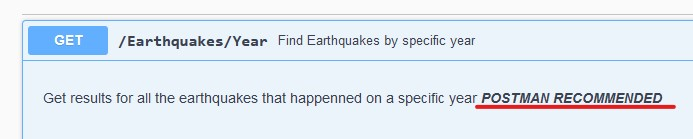 GET /Earthquakes/Year Find Earthquakes by specific year
Get results for all the earthquakes that happenned on a specific year POSTMAN RECOMMENDED